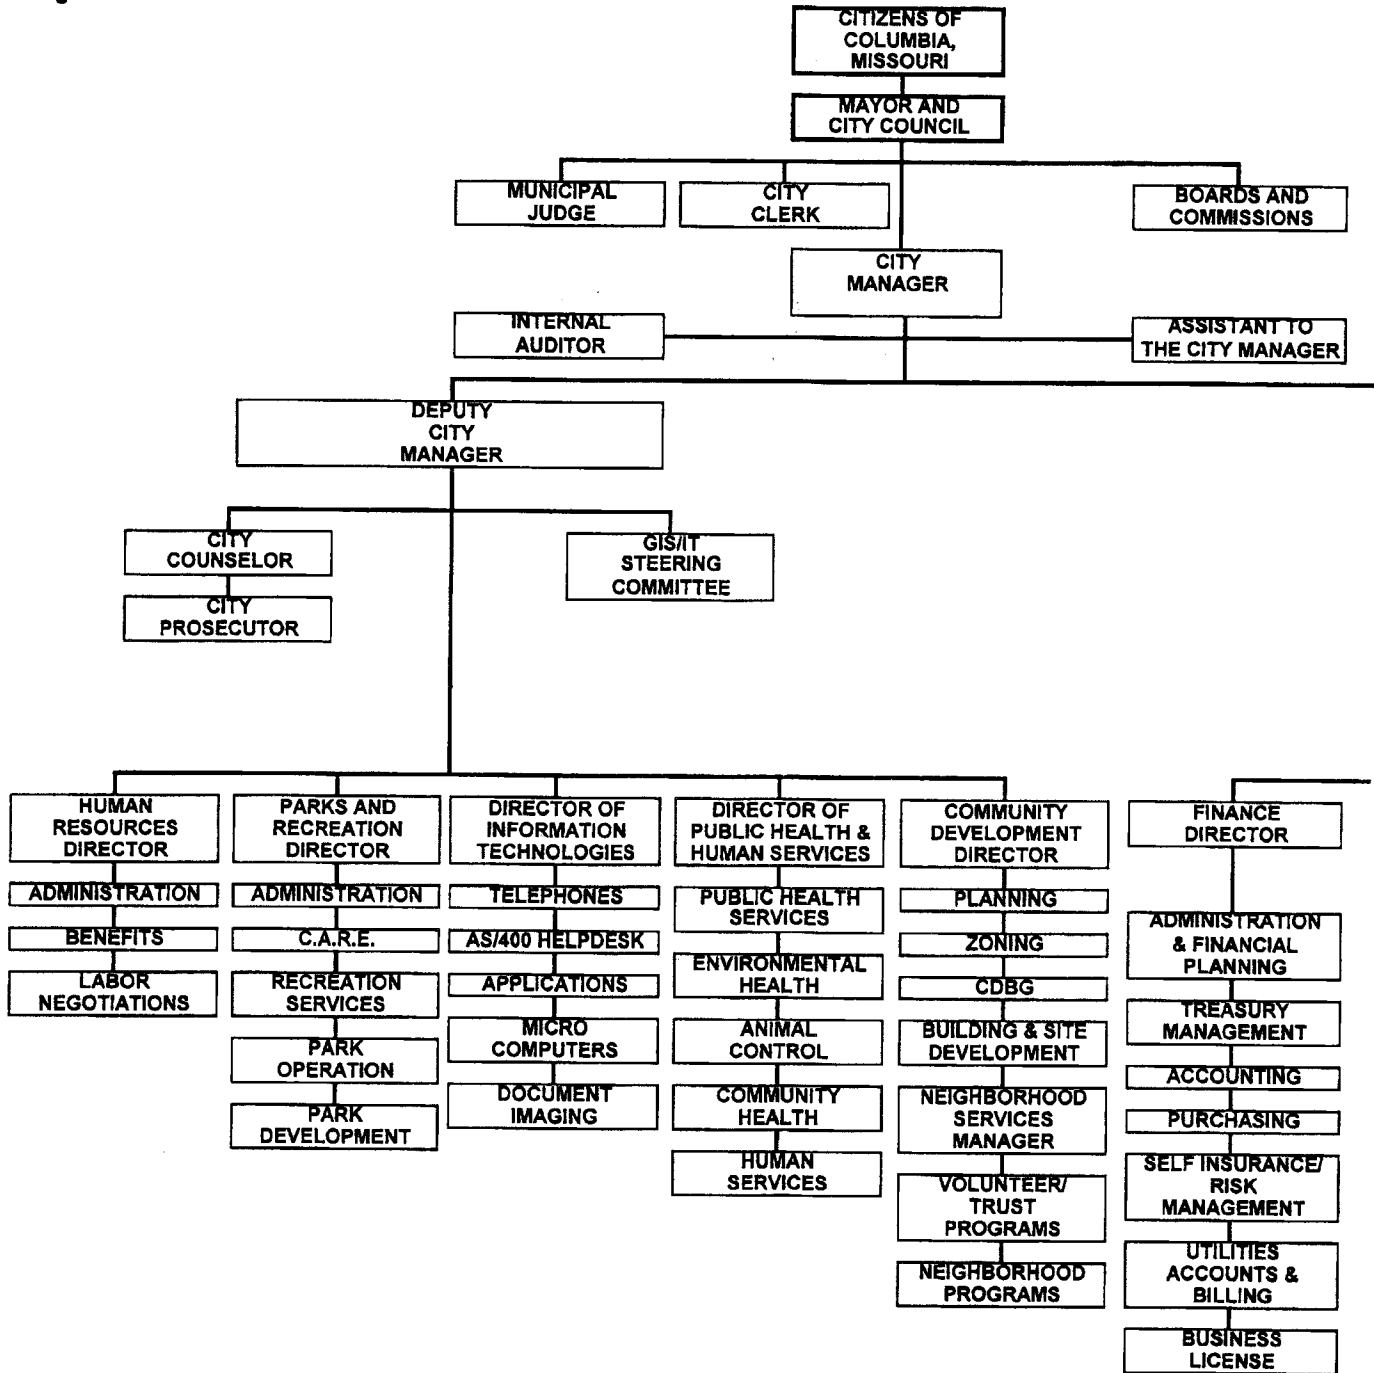 CITIZENS OF
COLUMBIA,
MISSOURI
MAYOR AND
CITY COUNCIL
MUNICIPAL
JUDGE
CITY
CLERK
BOARDS AND
COMMISSIONS
CITY
MANAGER
INTERNAL
AUDITOR
ASSISTANT TO
THE CITY MANAGER
DEPUTY
CITY
MANAGER
CITY
COUNSELOR
GIS/IT
STEERING
COMMITTEE
CITY
PROSECUTOR
HUMAN
RESOURCES
DIRECTOR
ADMINISTRATION
BENEFITS
LABOR
NEGOTIATIONS
PARKS AND
RECREATION
DIRECTOR
ADMINISTRATION
C.A.R.E.
RECREATION
SERVICES
PARK
OPERATION
PARK
DEVELOPMENT
DIRECTOR OF
INFORMATION
TECHNOLOGIES
TELEPHONES
AS/400 HELPDESK
APPLICATIONS
MICRO
COMPUTERS
DOCUMENT
IMAGING
DIRECTOR OF
PUBLIC HEALTH &
HUMAN SERVICES
PUBLIC HEALTH
SERVICES
ENVIRONMENTAL
HEALTH
ANIMAL
CONTROL
COMMUNITY
HEALTH
HUMAN
SERVICES
COMMUNITY
DEVELOPMENT
DIRECTOR
PLANNING
ZONING
CDBG
BUILDING & SITE
DEVELOPMENT
NEIGHBORHOOD
SERVICES
MANAGER
VOLUNTEER/
TRUST
PROGRAMS
NEIGHBORHOOD
PROGRAMS
FINANCE
DIRECTOR
ADMINISTRATION
& FINANCIAL
PLANNING
TREASURY
MANAGEMENT
ACCOUNTING
PURCHASING
SELF INSURANCE/
RISK
MANAGEMENT
UTILITIES
ACCOUNTS &
BILLING
BUSINESS
LICENSE